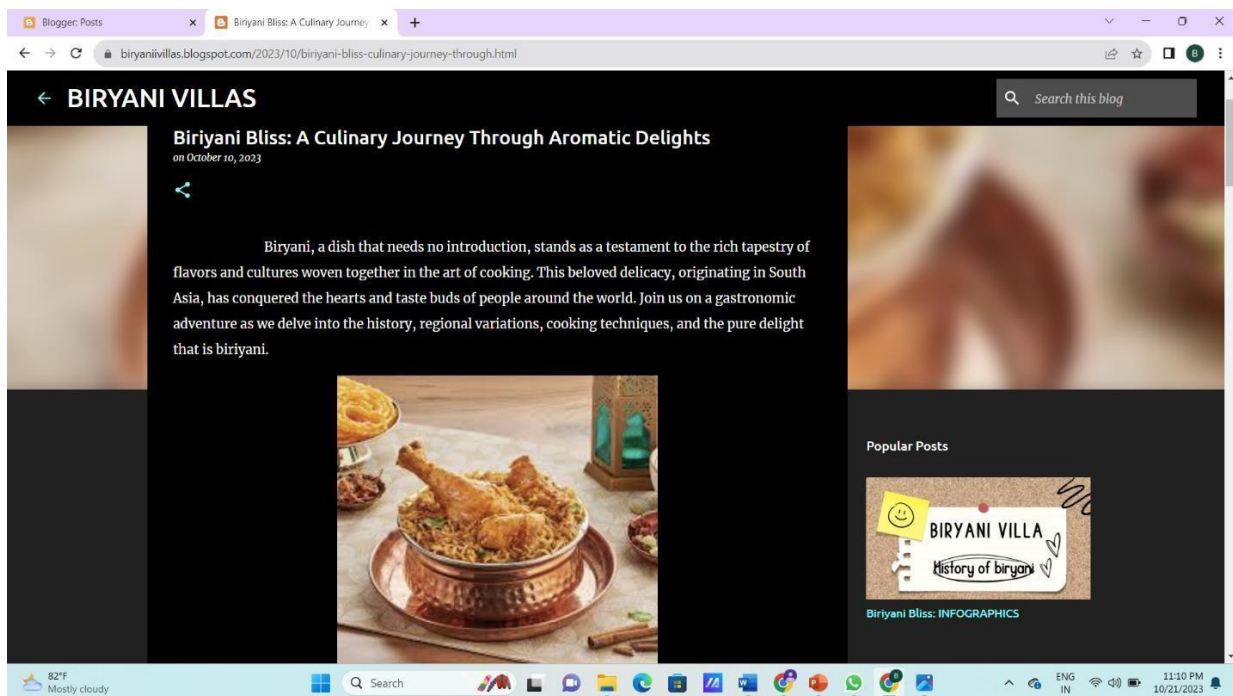 Blogger: Posts
Biriyani Bliss: A Culinary Journey
biryaniivillas.blogspot.com/2023/10/biriyani-bliss-culinary-journey-through.html
B
BIRYANI VILLAS
Search this blog
Biriyani Bliss: A Culinary Journey Through Aromatic Delights
on October 10, 2023
Biryani, a dish that needs no introduction, stands as a testament to the rich tapestry of
flavors and cultures woven together in the art of cooking. This beloved delicacy, originating in South
Asia, has conquered the hearts and taste buds of people around the world. Join us on a gastronomic
adventure as we delve into the history, regional variations, cooking techniques, and the pure delight
that is biriyani.
Popular Posts
BIRYANI VILLA
History of biryani
Biriyani Bliss: INFOGRAPHICS
82°F
Mostly cloudy
Search
ENG
IN
11:10 PM
10/21/2023